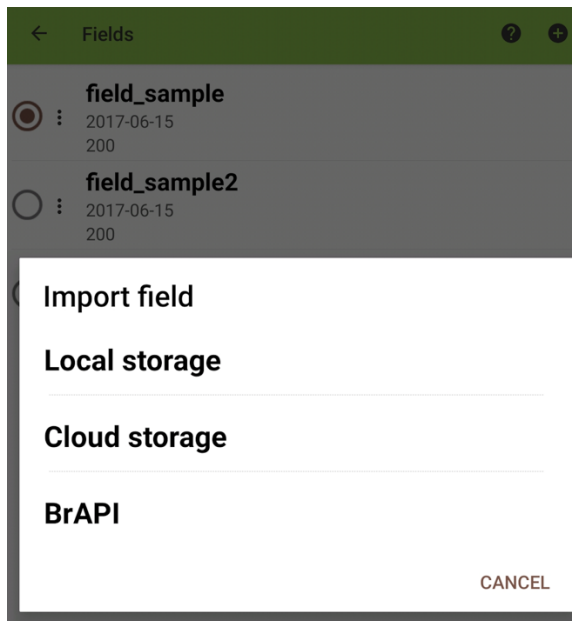 Fields
field_sample
2017-06-15
200
field_sample2
2017-06-15
200
Import field
Local storage
Cloud storage
BrAPI
CANCEL